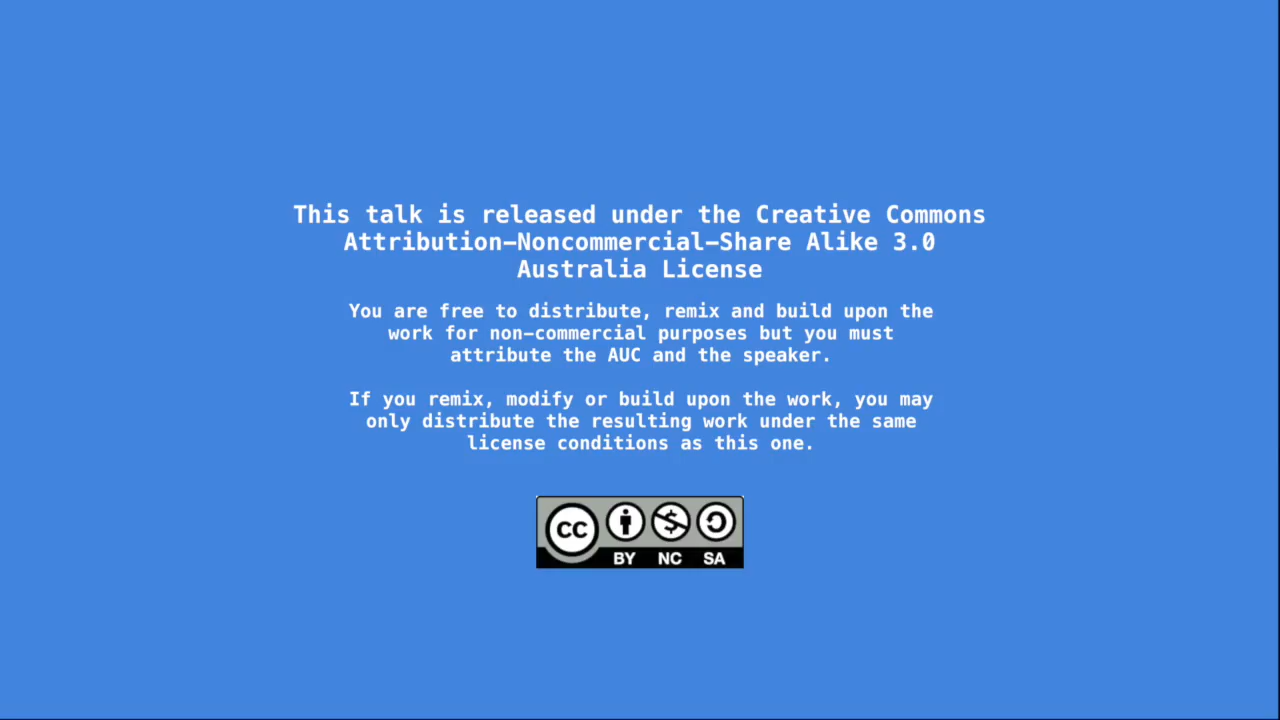 This talk is released under the Creative Commons
Attribution–Noncommercial–Share Alike 3.0
Australia License
You are free to distribute, remix and build upon the
work for non–commercial purposes but you must
attribute the AUC and the speaker.
If you remix, modify or build upon the work, you may
only distribute the resulting work under the same
license conditions as this one.
CC
BY NC SA